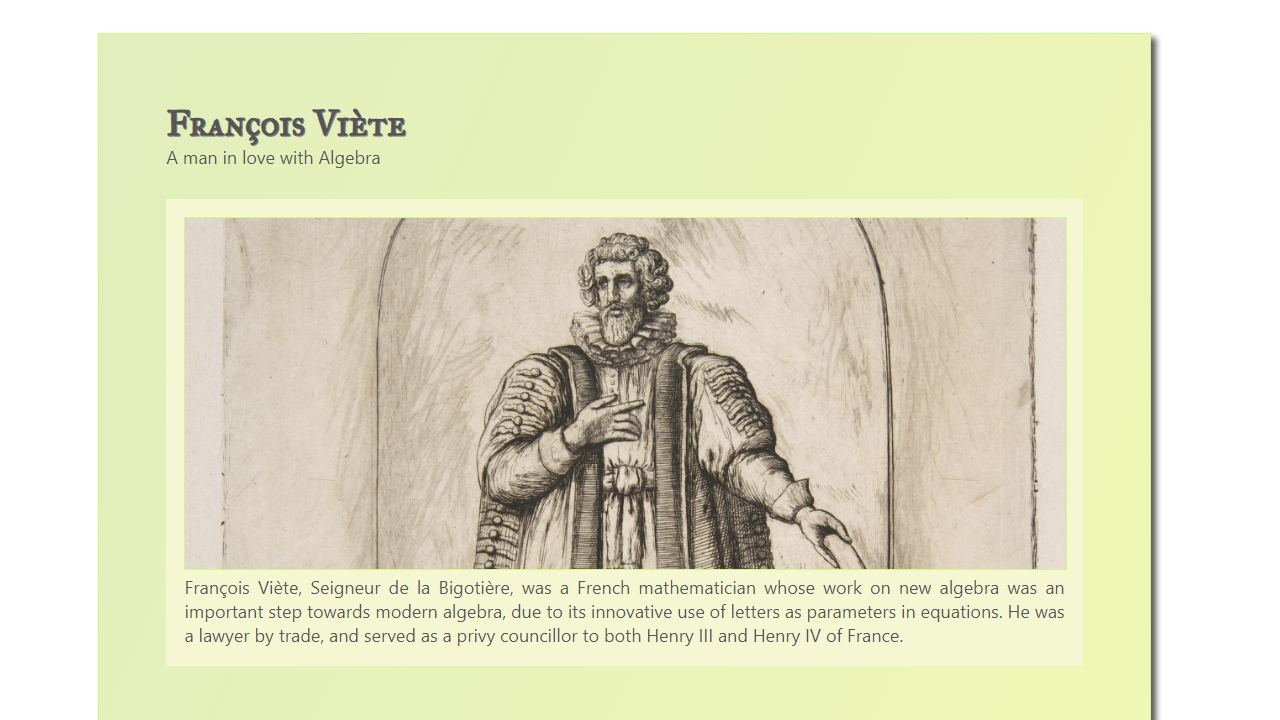 François Viète
A man in love with Algebra
François Viète, Seigneur de la Bigotière, was a French mathematician whose work on new algebra was an
important step towards modern algebra, due to its innovative use of letters as parameters in equations. He was
a lawyer by trade, and served as a privy councillor to both Henry III and Henry IV of France.